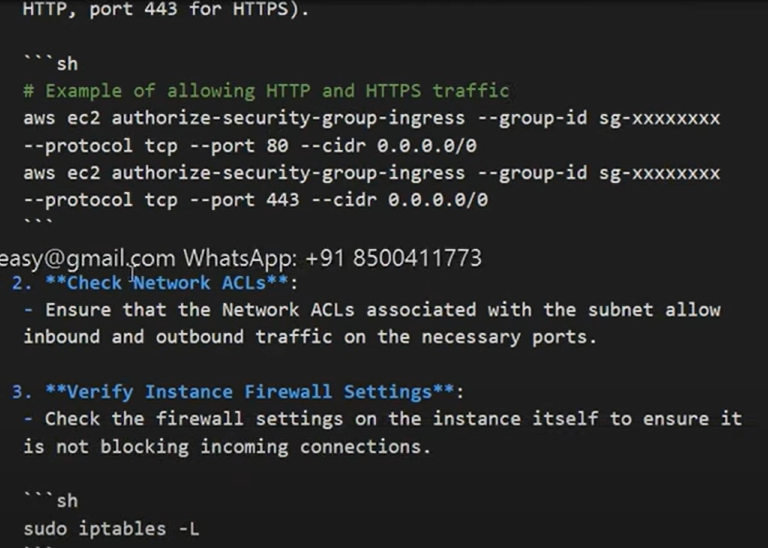 HTTP, port 443 for HTTPS).
```sh
# Example of allowing HTTP and HTTPS traffic
aws ec2 authorize-security-group-ingress --group-id sg-xxxxxxxx
--protocol tcp --port 80 --cidr 0.0.0.0/0
aws ec2 authorize-security-group-ingress --group-id sg-xxxxxxxx
--protocol tcp --port 443 --cidr 0.0.0.0/0
```
easy@gmail.com WhatsApp: +91 8500411773
2. **Check Network ACLs**:
- Ensure that the Network ACLs associated with the subnet allow
inbound and outbound traffic on the necessary ports.
3. **Verify Instance Firewall Settings**:
- Check the firewall settings on the instance itself to ensure it
is not blocking incoming connections.
```sh
sudo iptables -L
```